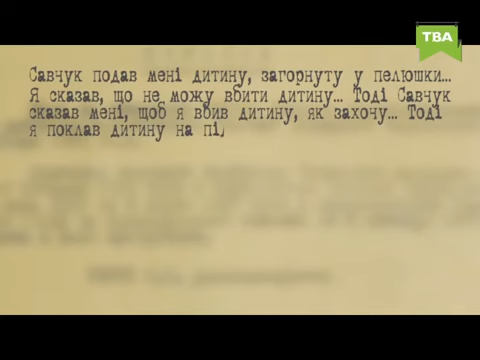 ТВА
Савчук подав мені дитину, загорнуту у пелюшки…
Я сказав, що не можу вбити дитину… Тоді Савчук
сказав мені, щоб я вбив дитину, як захочу… Тоді
я поклав дитину на пі